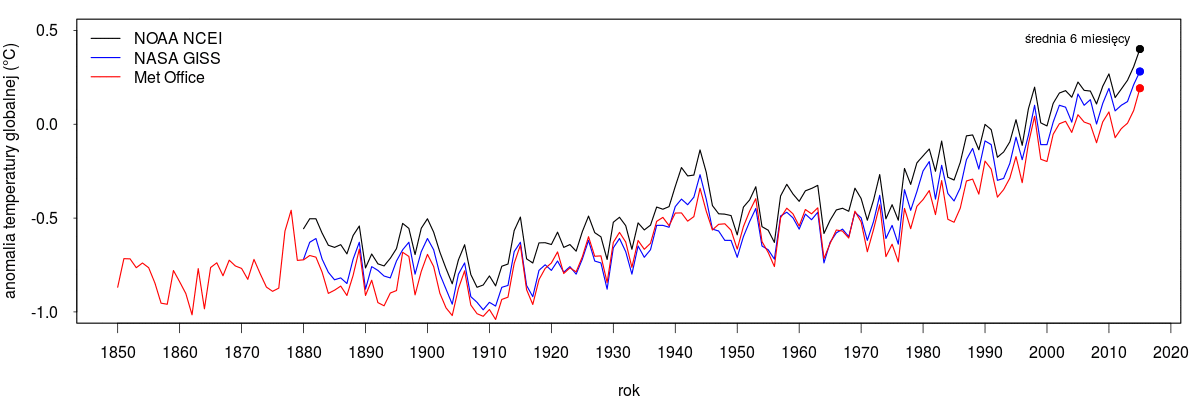 średnia 6 miesięcy
NOAA NCEI
NASA GISS
Met Office
anomalia temperatury globalnej (°C)
0.5
0.0
-0.5
-1.0
1850 1860 1870 1880 1890 1900 1910 1920 1930 1940 1950 1960 1970 1980 1990 2000 2010 2020
rok